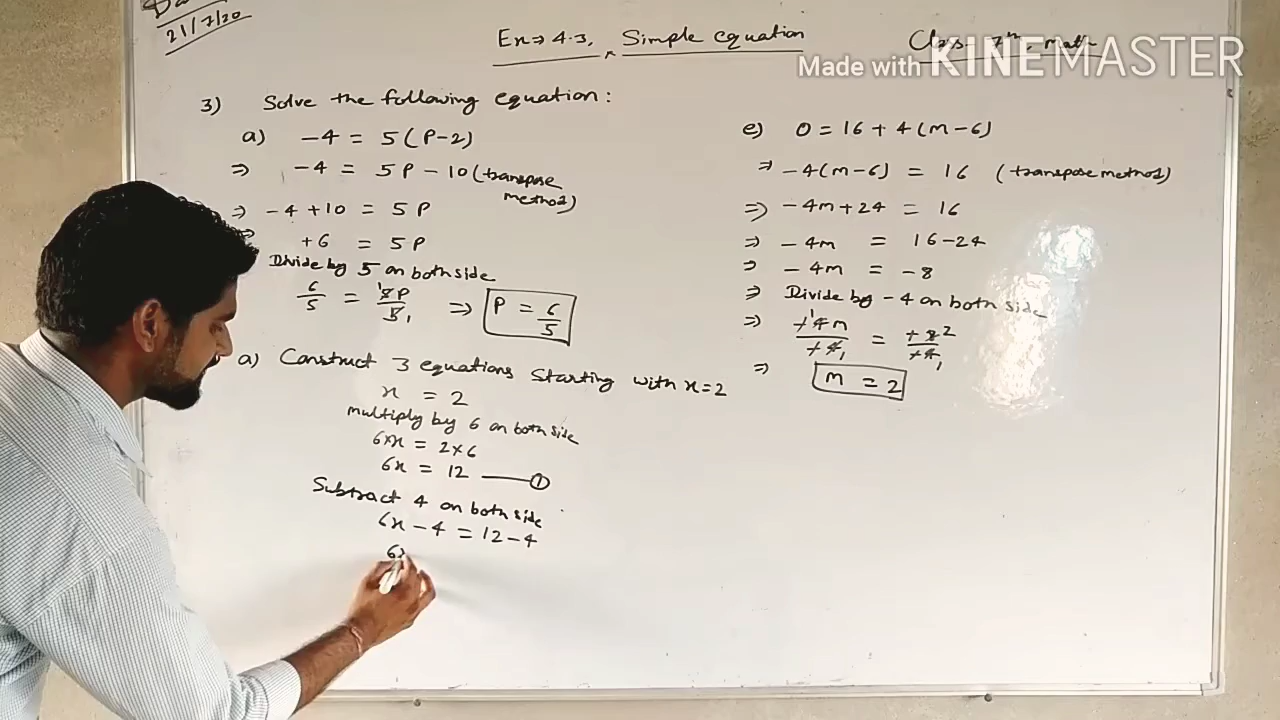 21/7/20
Ex⇒4.3, Simple equation
Class 7th, math
Made with KINEMASTER
3) Solve the following equation:
a) -4 = 5(P-2)
⇒ -4 = 5P - 10 (transpose method)
⇒ -4 + 10 = 5P
⇒ +6 = 5P
Divide by 5 on both side
6/5 = 5P/5 ⇒ P = 6/5
a) Construct 3 equations starting with x=2
x = 2
multiply by 6 on both side
6×x = 2×6
6x = 12 —— ①
Subtract 4 on both side
6x - 4 = 12 - 4
6x
e) 0 = 16 + 4(m-6)
⇒ -4(m-6) = 16 (transpose method)
⇒ -4m + 24 = 16
⇒ -4m = 16-24
⇒ -4m = -8
⇒ Divide by -4 on both side
⇒ -4m/-4 = -8/-4
⇒ m = 2